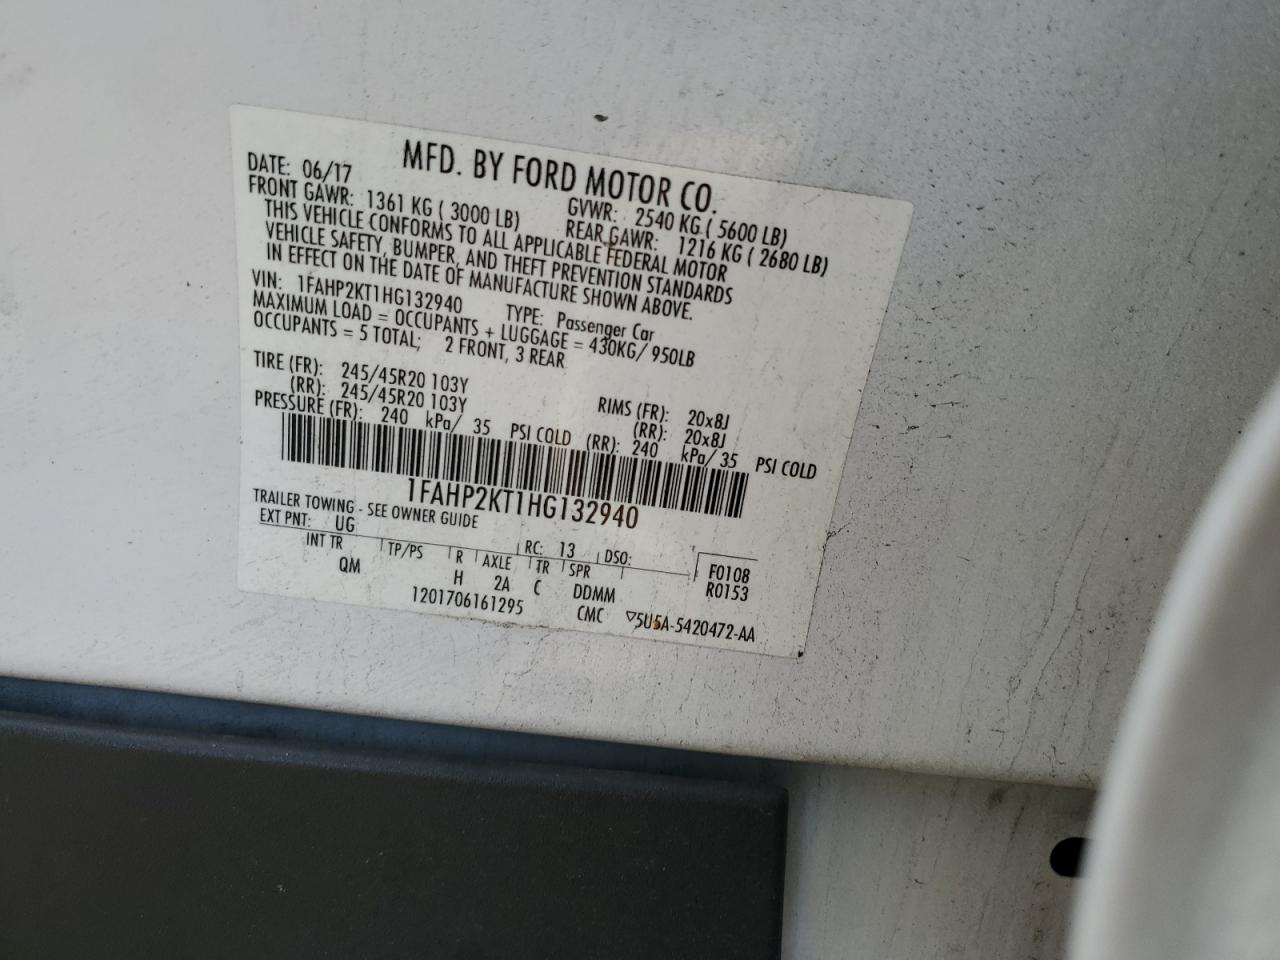 MFD. BY FORD MOTOR CO.
DATE: 06/17 GVWR: 2540 KG ( 5600 LB)
FRONT GAWR: 1361 KG ( 3000 LB) REAR GAWR: 1216 KG ( 2680 LB)
THIS VEHICLE CONFORMS TO ALL APPLICABLE FEDERAL MOTOR
VEHICLE SAFETY, BUMPER, AND THEFT PREVENTION STANDARDS
IN EFFECT ON THE DATE OF MANUFACTURE SHOWN ABOVE.
VIN: 1FAHP2KT1HG132940 TYPE: Passenger Car
MAXIMUM LOAD = OCCUPANTS + LUGGAGE = 430KG/ 950LB
OCCUPANTS = 5 TOTAL; 2 FRONT, 3 REAR
TIRE (FR): 245/45R20 103Y RIMS (FR): 20x8J
(RR): 245/45R20 103Y (RR): 20x8J
PRESSURE (FR): 240 kPa/ 35 PSI COLD (RR): 240 kPa/ 35 PSI COLD
1FAHP2KT1HG132940
TRAILER TOWING - SEE OWNER GUIDE
EXT PNT: UG RC: 13 DSO: F0108
INT TR TP/PS R AXLE TR SPR R0153
QM H 2A C DDMM
1201706161295 CMC ▽5U5A-5420472-AA